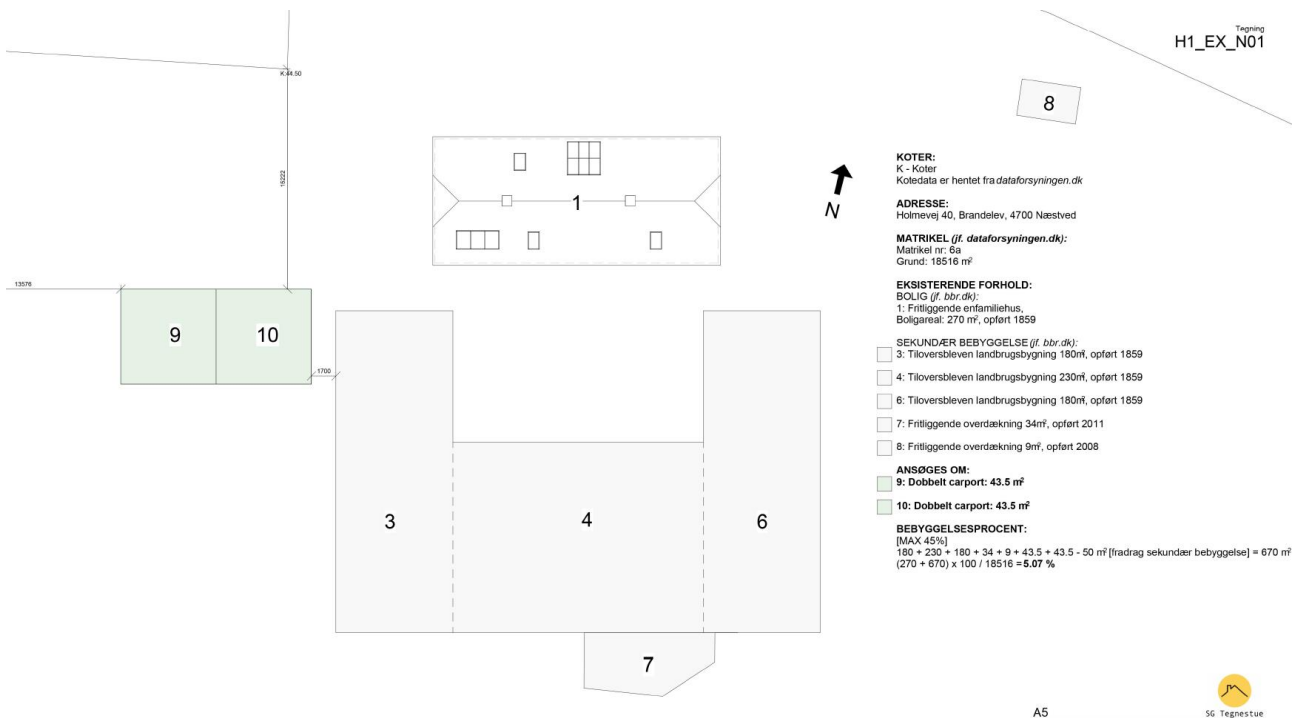 Tegning
H1_EX_N01
K:44.50
8
15222
1
N
KOTER:
K - Koter
Kotedata er hentet fra dataforsyningen.dk
ADRESSE:
Holmevej 40, Brandelev, 4700 Næstved
MATRIKEL (jf. dataforsyningen.dk):
Matrikel nr: 6a
Grund: 18516 m²
EKSISTERENDE FORHOLD:
BOLIG (jf. bbr.dk):
1: Fritliggende enfamiliehus,
Boligareal: 270 m², opført 1859
SEKUNDÆR BEBYGGELSE (jf. bbr.dk):
3: Tiloversbleven landbrugsbygning 180m², opført 1859
4: Tiloversbleven landbrugsbygning 230m², opført 1859
6: Tiloversbleven landbrugsbygning 180m², opført 1859
7: Fritliggende overdækning 34m², opført 2011
8: Fritliggende overdækning 9m², opført 2008
ANSØGES OM:
9: Dobbelt carport: 43.5 m²
10: Dobbelt carport: 43.5 m²
BEBYGGELSESPROCENT:
[MAX 45%]
180 + 230 + 180 + 34 + 9 + 43.5 + 43.5 - 50 m² [fradrag sekundær bebyggelse] = 670 m²
(270 + 670) x 100 / 18516 = 5.07 %
13576
9
10
1700
3
4
6
7
A5
SG Tegnestue